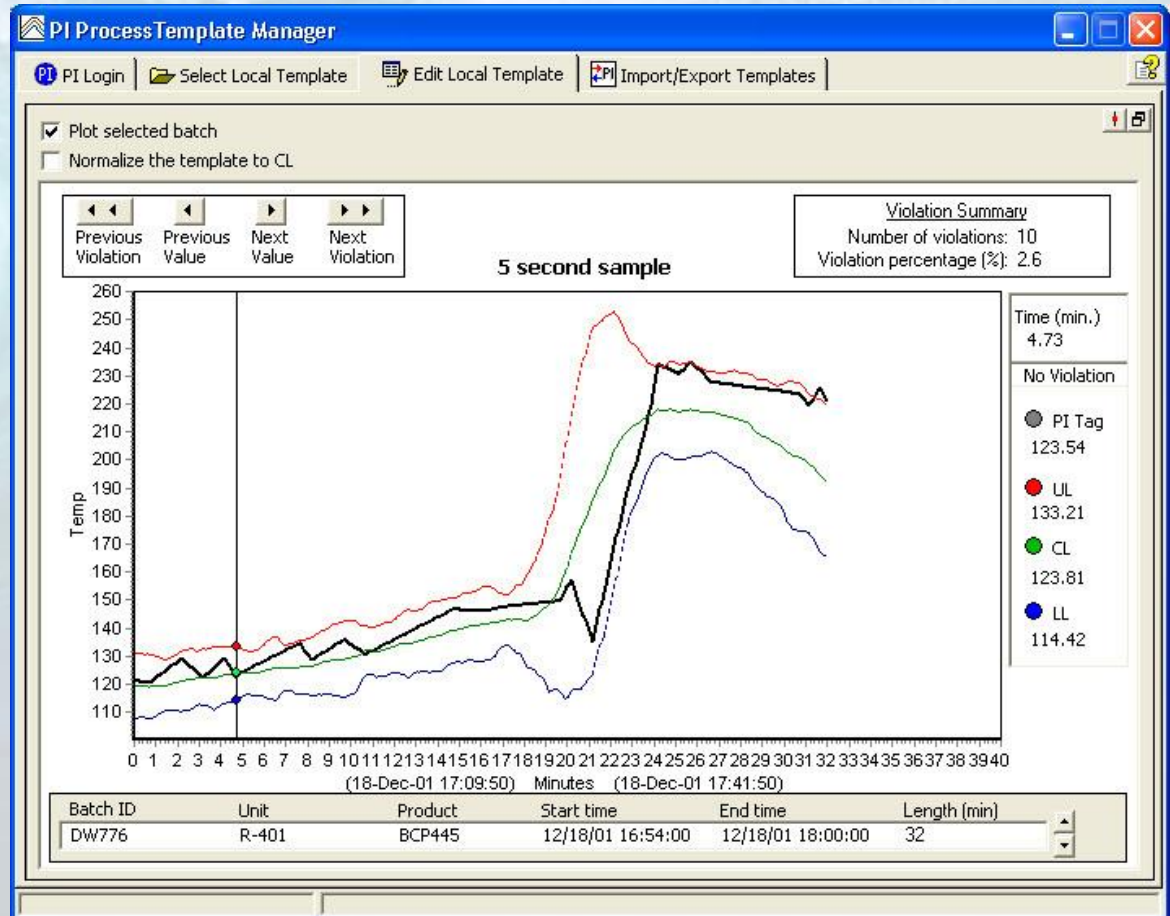 PI ProcessTemplate Manager
PI PI Login Select Local Template Edit Local Template PI Import/Export Templates
Plot selected batch
Normalize the template to CL
Previous Violation Previous Value Next Value Next Violation
Violation Summary
Number of violations: 10
Violation percentage (%): 2.6
5 second sample
Time (min.)
4.73
No Violation
PI Tag
123.54
UL
133.21
CL
123.81
LL
114.42
Temp
260
250
240
230
220
210
200
190
180
170
160
150
140
130
120
110
0 1 2 3 4 5 6 7 8 9 10 11 12 13 14 15 16 17 18 19 20 21 22 23 24 25 26 27 28 29 30 31 32 33 34 35 36 37 38 39 40
(18-Dec-01 17:09:50) Minutes (18-Dec-01 17:41:50)
Batch ID Unit Product Start time End time Length (min)
DW776 R-401 BCP445 12/18/01 16:54:00 12/18/01 18:00:00 32